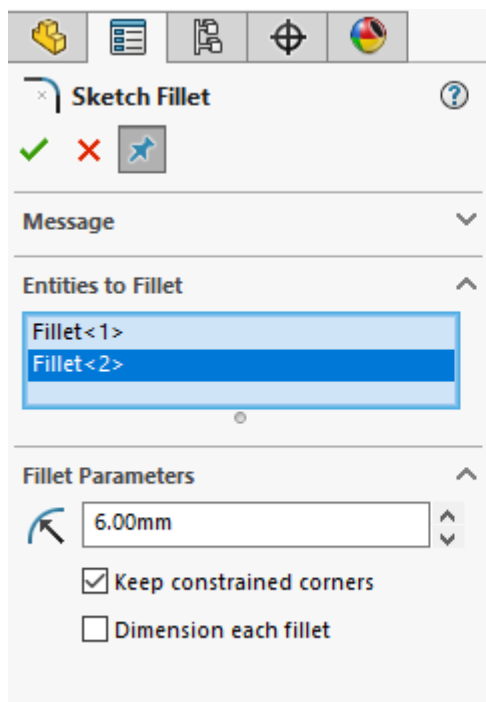 Sketch Fillet
?
Message
Entities to Fillet
Fillet<1>
Fillet<2>
Fillet Parameters
6.00mm
Keep constrained corners
Dimension each fillet